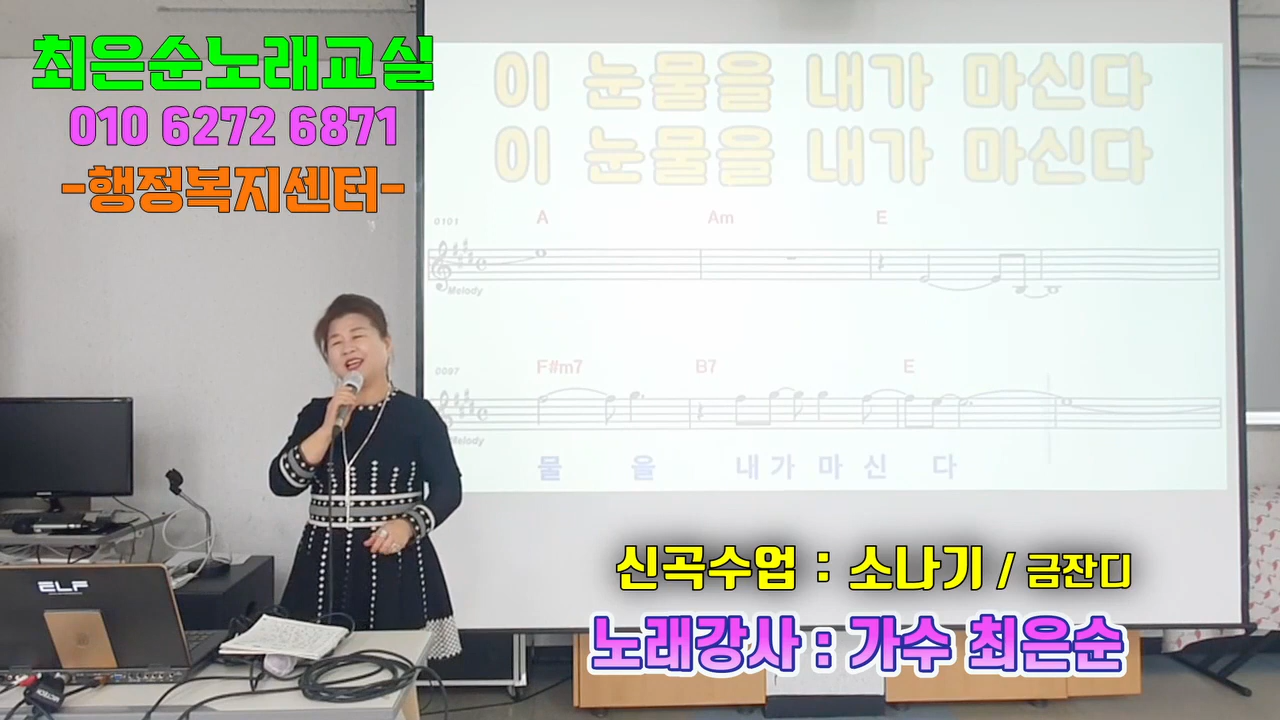 최은순노래교실
010 6272 6871
-행정복지센터-
이 눈물을 내가 마신다
이 눈물을 내가 마신다
0101 A Am E
Melody
0097 F#m7 B7 E
Melody
물 을 내 가 마 신 다
ELF
신곡수업 : 소나기 / 금잔디
노래강사 : 가수 최은순